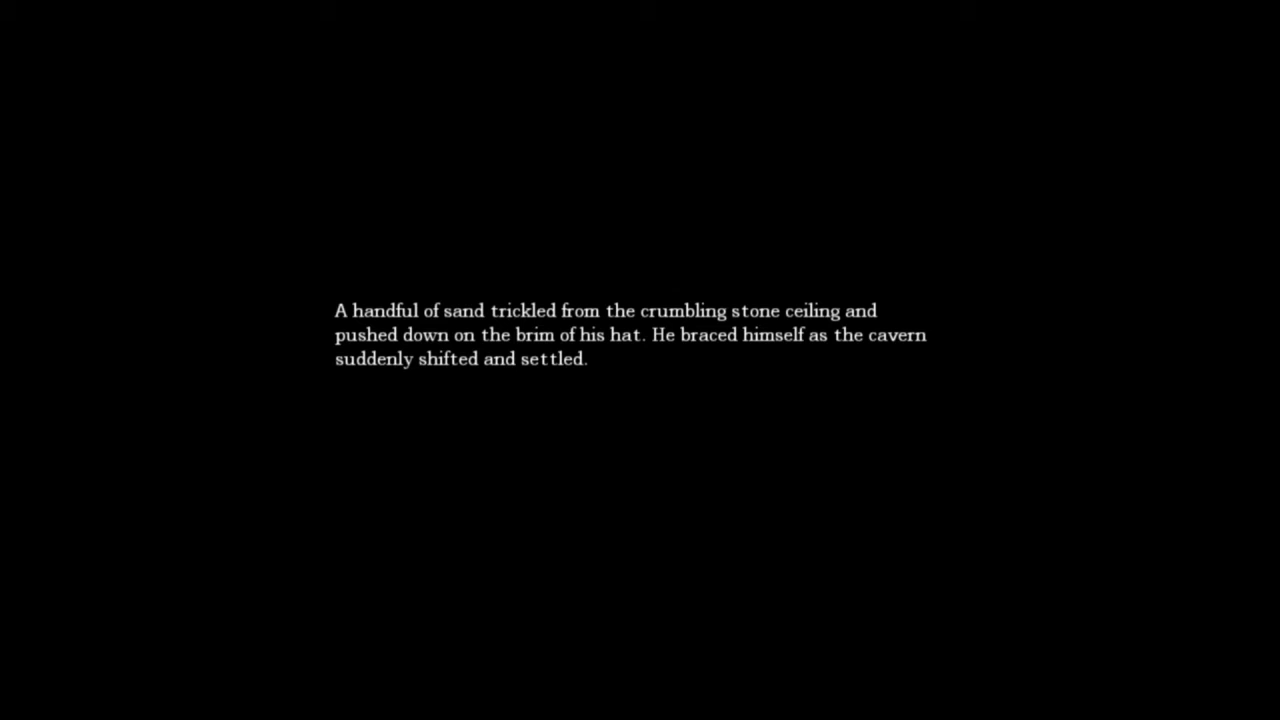 A handful of sand trickled from the crumbling stone ceiling and
pushed down on the brim of his hat. He braced himself as the cavern
suddenly shifted and settled.